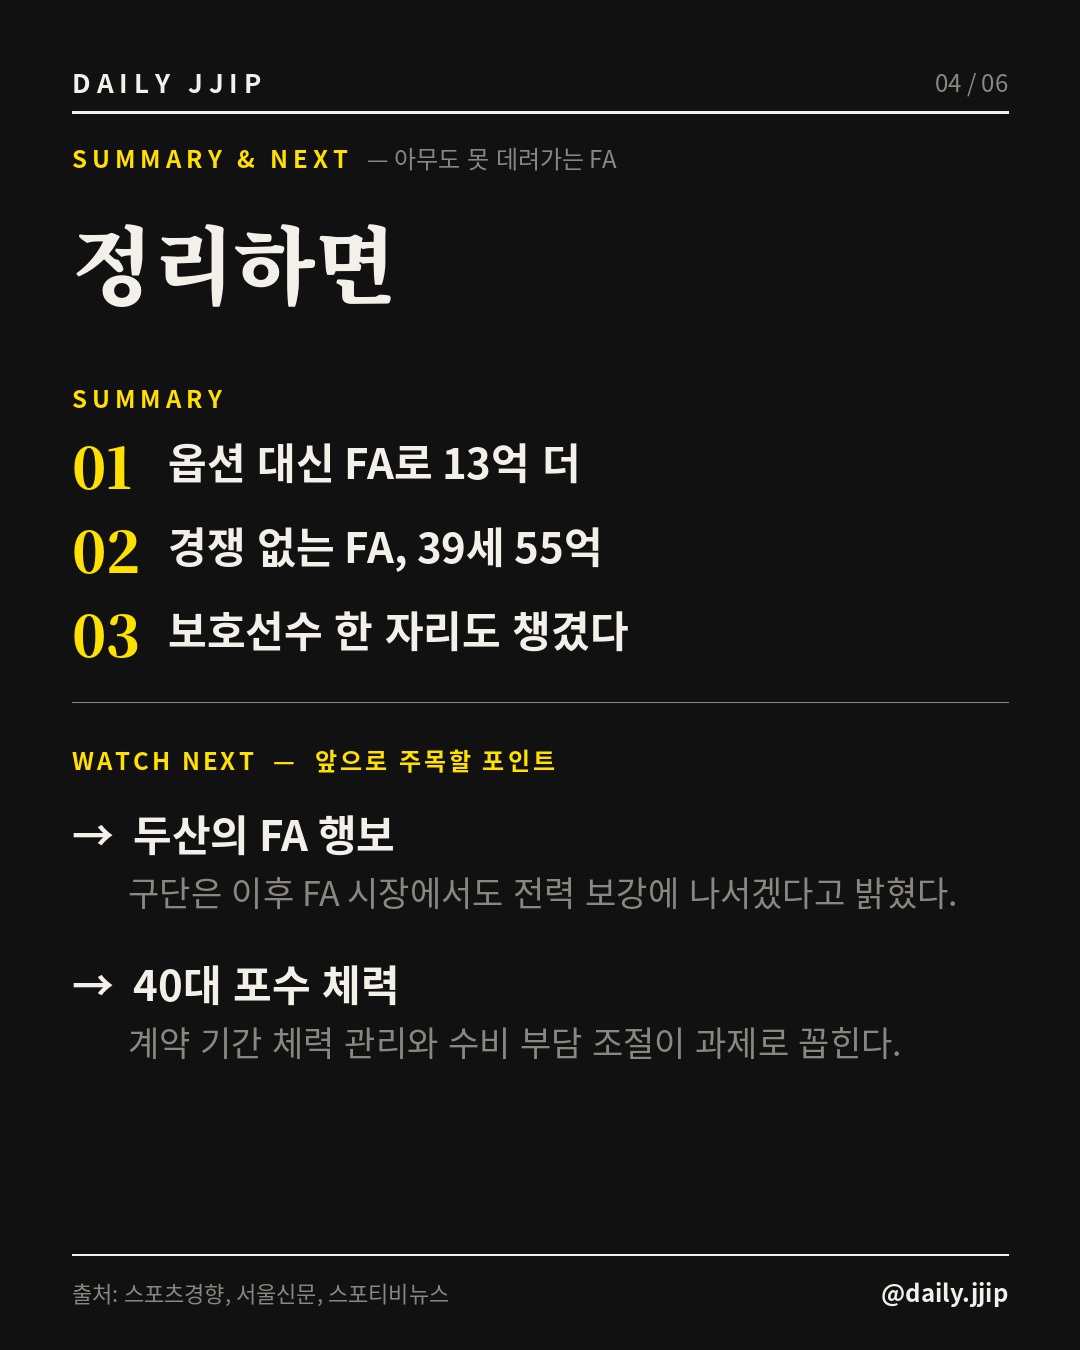 DAILY JJIP
04 / 06
SUMMARY & NEXT — 아무도 못 데려가는 FA
정리하면
SUMMARY
01 옵션 대신 FA로 13억 더
02 경쟁 없는 FA, 39세 55억
03 보호선수 한 자리도 챙겼다
WATCH NEXT — 앞으로 주목할 포인트
→ 두산의 FA 행보
구단은 이후 FA 시장에서도 전력 보강에 나서겠다고 밝혔다.
→ 40대 포수 체력
계약 기간 체력 관리와 수비 부담 조절이 과제로 꼽힌다.
출처: 스포츠경향, 서울신문, 스포티비뉴스
@daily.jjip